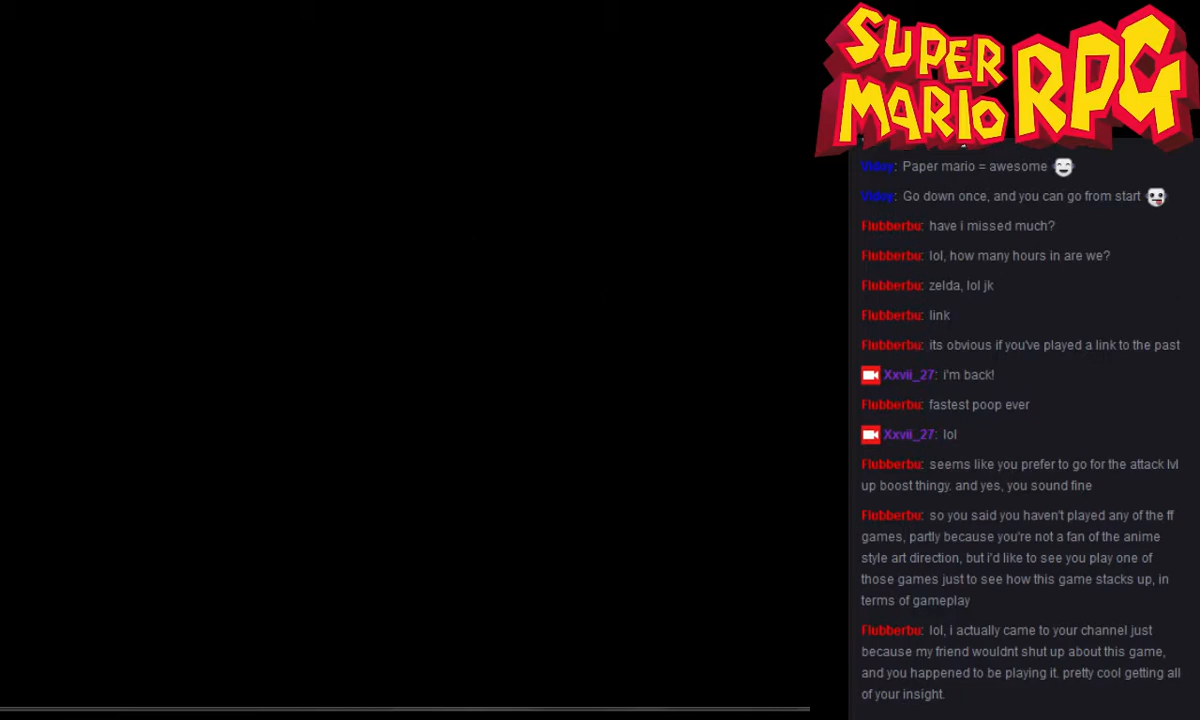 SUPER
MARIO RPG
Vidvy: Paper mario = awesome
Vidvy: Go down once, and you can go from start
Flubberbu: have i missed much?
Flubberbu: lol, how many hours in are we?
Flubberbu: zelda, lol jk
Flubberbu: link
Flubberbu: its obvious if you've played a link to the past
Xxvii_27: i'm back!
Flubberbu: fastest poop ever
Xxvii_27: lol
Flubberbu: seems like you prefer to go for the attack lvl
up boost thingy. and yes, you sound fine
Flubberbu: so you said you haven't played any of the ff
games, partly because you're not a fan of the anime
style art direction, but i'd like to see you play one of
those games just to see how this game stacks up, in
terms of gameplay
Flubberbu: lol, i actually came to your channel just
because my friend wouldnt shut up about this game,
and you happened to be playing it. pretty cool getting all
of your insight.